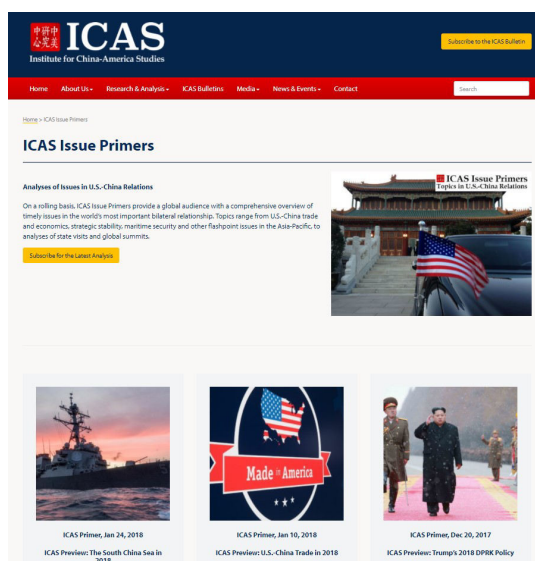 中研中
心究美
ICAS
Institute for China-America Studies
Subscribe to the ICAS Bulletin
Home
About Us
Research & Analysis
ICAS Bulletins
Media
News & Events
Contact
Search
Home > ICAS Issue Primers
ICAS Issue Primers
Analyses of Issues in U.S.-China Relations
On a rolling basis, ICAS Issue Primers provide a global audience with a comprehensive overview of
timely issues in the world's most important bilateral relationship. Topics range from U.S.-China trade
and economics, strategic stability, maritime security and other flashpoint issues in the Asia-Pacific, to
analyses of state visits and global summits.
Subscribe for the Latest Analysis
ICAS Issue Primers
Topics in U.S.-China Relations
Made in America
ICAS Primer, Jan 24, 2018
ICAS Preview: The South China Sea in
2018
ICAS Primer, Jan 10, 2018
ICAS Preview: U.S.-China Trade in 2018
ICAS Primer, Dec 20, 2017
ICAS Preview: Trump's 2018 DPRK Policy